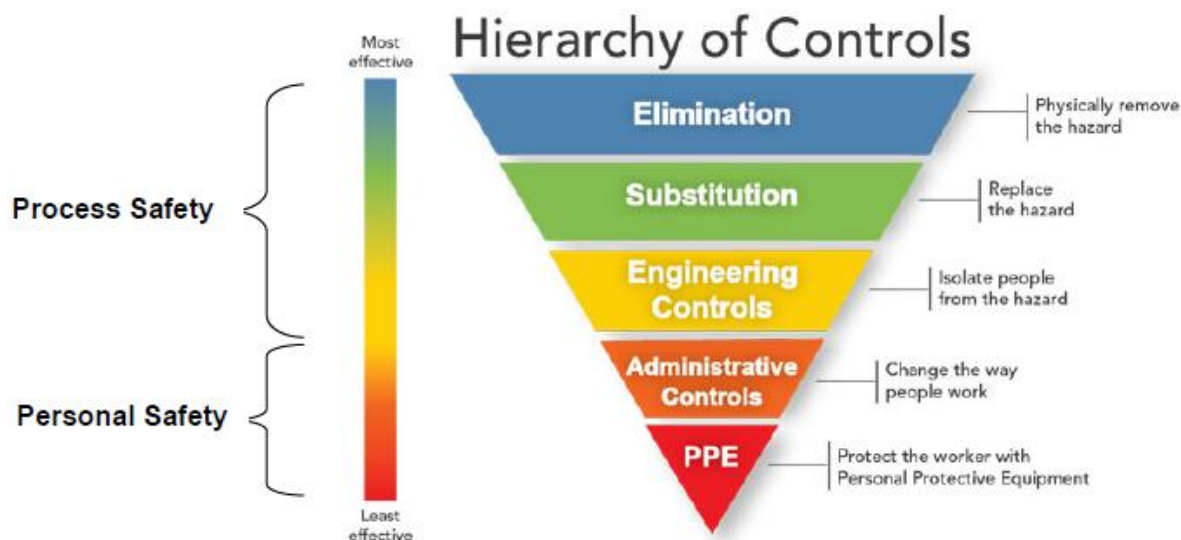 Hierarchy of Controls
Most
effective
Process Safety
Personal Safety
Least
effective
Elimination
Physically remove
the hazard
Substitution
Replace
the hazard
Engineering
Controls
Isolate people
from the hazard
Administrative
Controls
Change the way
people work
PPE
Protect the worker with
Personal Protective Equipment